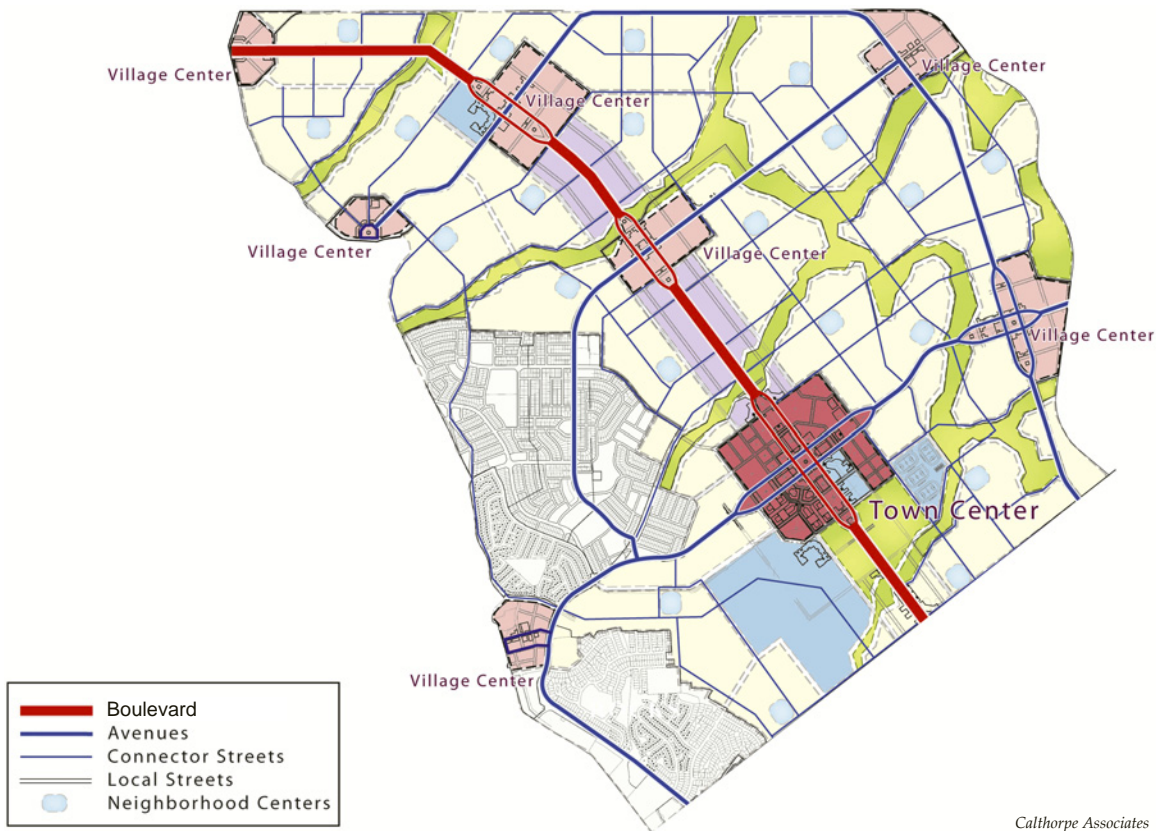 Village Center
Village Center
Village Center
Village Center
Village Center
Village Center
Town Center
Village Center
Boulevard
Avenues
Connector Streets
Local Streets
Neighborhood Centers
Calthorpe Associates